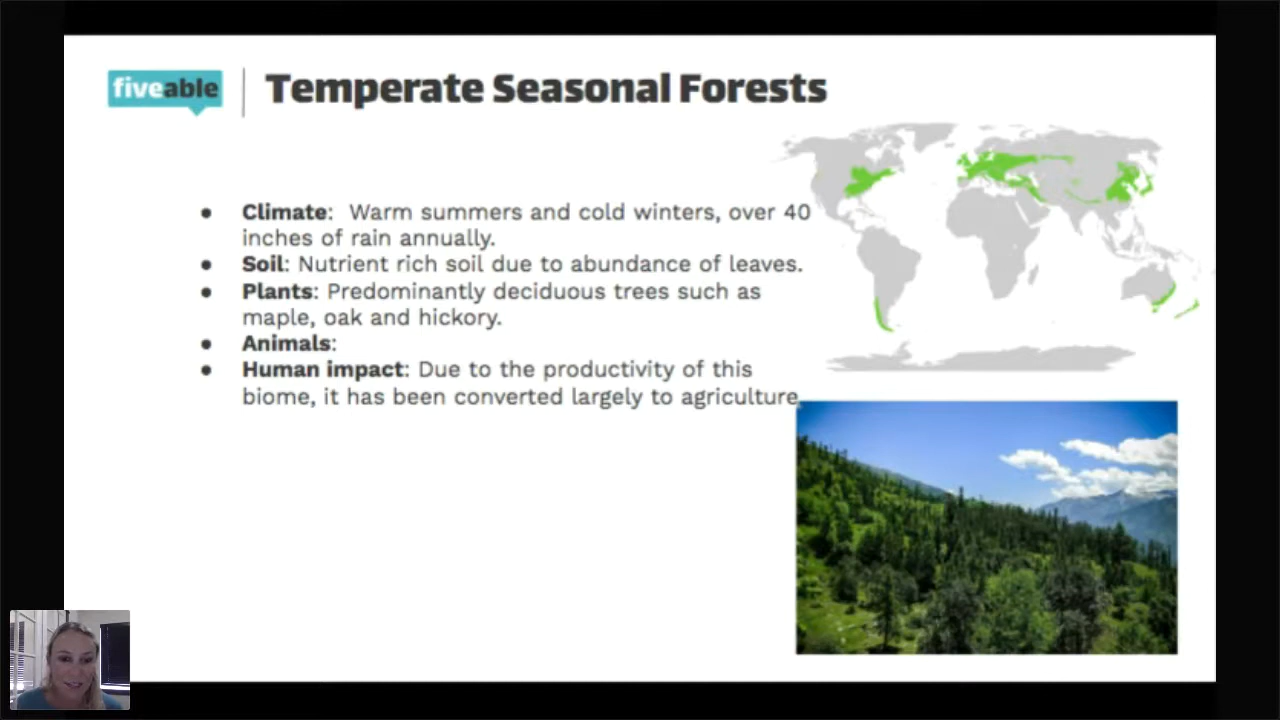 fiveable
Temperate Seasonal Forests
● Climate: Warm summers and cold winters, over 40
inches of rain annually.
● Soil: Nutrient rich soil due to abundance of leaves.
● Plants: Predominantly deciduous trees such as
maple, oak and hickory.
● Animals:
● Human impact: Due to the productivity of this
biome, it has been converted largely to agriculture.